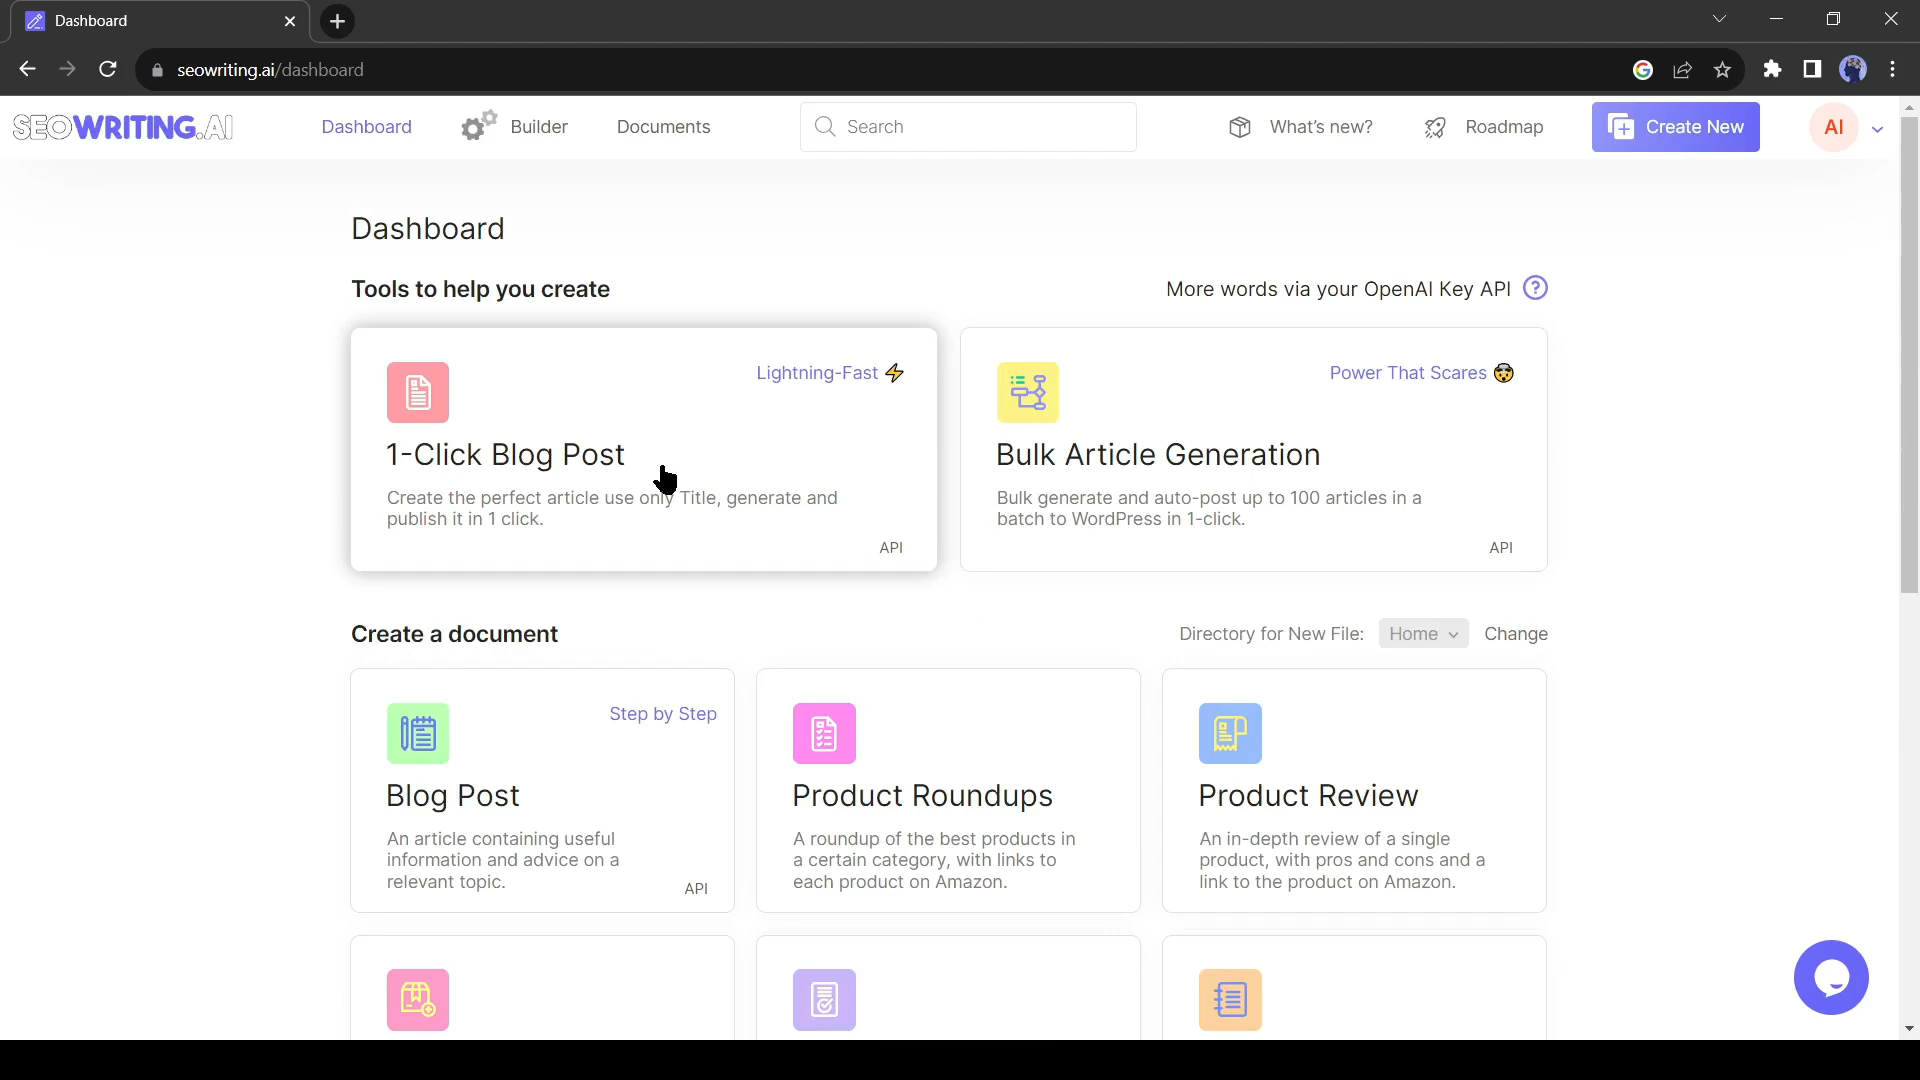 Dashboard
seowriting.ai/dashboard
SEOWRITING.AI
Dashboard
Builder
Documents
Search
What's new?
Roadmap
Create New
AI
Dashboard
Tools to help you create
More words via your OpenAI Key API ?
Lightning-Fast ⚡
1-Click Blog Post
Create the perfect article use only Title, generate and
publish it in 1 click.
API
Power That Scares 🤯
Bulk Article Generation
Bulk generate and auto-post up to 100 articles in a
batch to WordPress in 1-click.
API
Create a document
Directory for New File: Home Change
Step by Step
Blog Post
An article containing useful
information and advice on a
relevant topic.
API
Product Roundups
A roundup of the best products in
a certain category, with links to
each product on Amazon.
Product Review
An in-depth review of a single
product, with pros and cons and a
link to the product on Amazon.